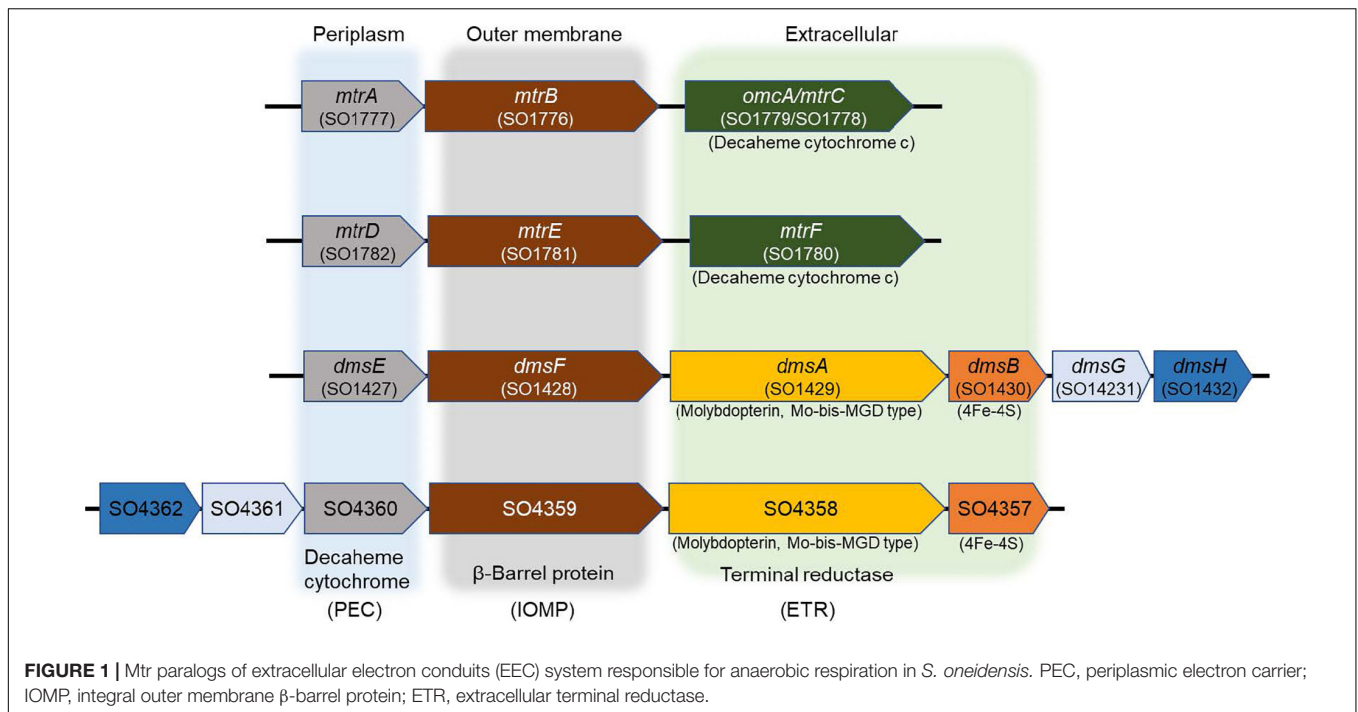 Periplasm Outer membrane Extracellular
mtrA mtrB omcA/mtrC
(SO1777) (SO1776) (SO1779/SO1778)
(Decaheme cytochrome c)
mtrD mtrE mtrF
(SO1782) (SO1781) (SO1780)
(Decaheme cytochrome c)
dmsE dmsF dmsA dmsB dmsG dmsH
(SO1427) (SO1428) (SO1429) (SO1430) (SO14231) (SO1432)
(Molybdopterin, Mo-bis-MGD type) (4Fe-4S)
SO4362 SO4361 SO4360 SO4359 SO4358 SO4357
(Molybdopterin, Mo-bis-MGD type) (4Fe-4S)
Decaheme
cytochrome β-Barrel protein Terminal reductase
(PEC) (IOMP) (ETR)
FIGURE 1 | Mtr paralogs of extracellular electron conduits (EEC) system responsible for anaerobic respiration in S. oneidensis. PEC, periplasmic electron carrier;
IOMP, integral outer membrane β-barrel protein; ETR, extracellular terminal reductase.